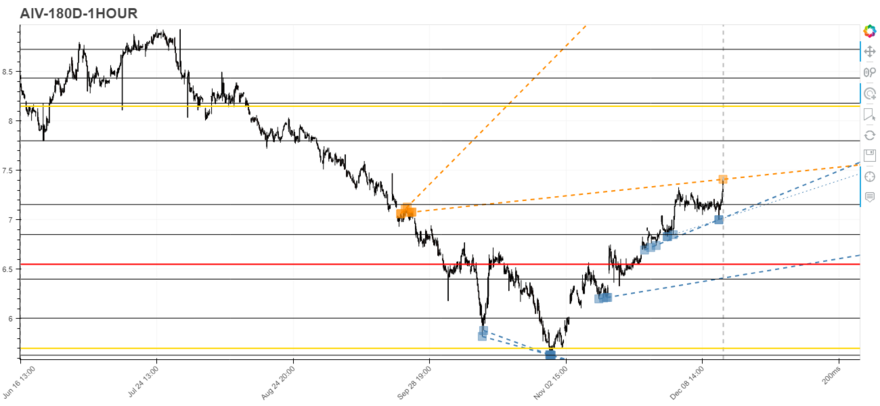 AIV-180D-1HOUR
8.5
8
7.5
7
6.5
6
Jun 16 13:00
Jul 24 13:00
Aug 24 20:00
Sep 28 19:00
Nov 02 15:00
Dec 08 14:00
200ms